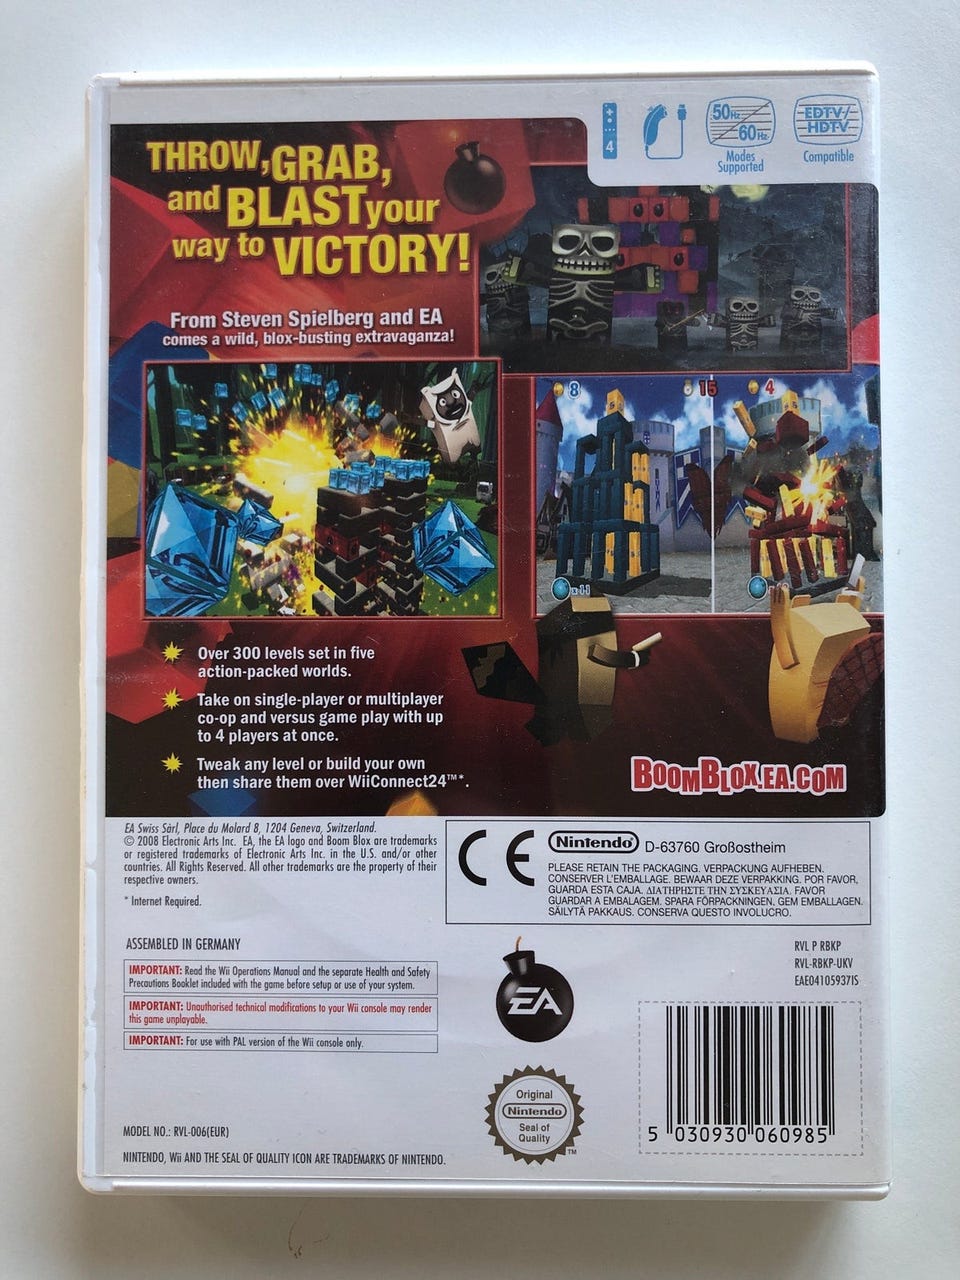 4
50Hz
60Hz
Modes
Supported
EDTV/
HDTV
Compatible
THROW, GRAB,
and BLAST your
way to VICTORY!
From Steven Spielberg and EA
comes a wild, blox-busting extravaganza!
8
15
4
x11
Over 300 levels set in five
action-packed worlds.
Take on single-player or multiplayer
co-op and versus game play with up
to 4 players at once.
Tweak any level or build your own
then share them over WiiConnect24™*.
BOOMBLOX.EA.COM
EA Swiss Sàrl, Place du Molard 8, 1204 Geneva, Switzerland.
© 2008 Electronic Arts Inc. EA, the EA logo and Boom Blox are trademarks
or registered trademarks of Electronic Arts Inc. in the U.S. and/or other
countries. All Rights Reserved. All other trademarks are the property of their
respective owners.
* Internet Required.
CE
Nintendo D-63760 Großostheim
PLEASE RETAIN THE PACKAGING. VERPACKUNG AUFHEBEN.
CONSERVER L'EMBALLAGE. BEWAAR DEZE VERPAKKING. POR FAVOR,
GUARDA ESTA CAJA. ΔΙΑΤΗΡΗΣΤΕ ΤΗΝ ΣΥΣΚΕΥΑΣΙΑ. FAVOR
GUARDAR A EMBALAGEM. SPARA FÖRPACKNINGEN. GEM EMBALLAGEN.
SÄILYTÄ PAKKAUS. CONSERVA QUESTO INVOLUCRO.
ASSEMBLED IN GERMANY
IMPORTANT: Read the Wii Operations Manual and the separate Health and Safety
Precautions Booklet included with the game before setup or use of your system.
IMPORTANT: Unauthorised technical modifications to your Wii console may render
this game unplayable.
IMPORTANT: For use with PAL version of the Wii console only.
EA
RVL P RBKP
RVL-RBKP-UKV
EAE04105937IS
Original
Nintendo
Seal of
Quality
TM
5 030930 060985
MODEL NO.: RVL-006(EUR)
NINTENDO, Wii AND THE SEAL OF QUALITY ICON ARE TRADEMARKS OF NINTENDO.